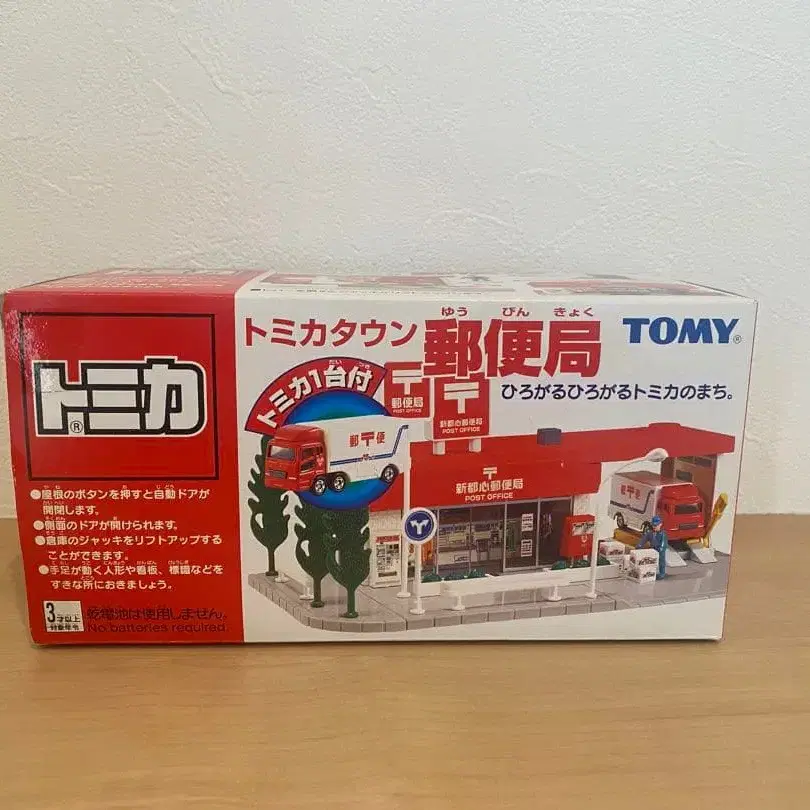 トミカ®
●屋根のボタンを押すと自動ドアが
開閉します。
●側面のドアが開けられます。
●倉庫のジャッキをリフトアップする
ことができます。
●手足が動く人形や看板、標識などを
すきな所におきましょう。
3才以上
対象年令
乾電池は使用しません。
No batteries required.
ゆう びん きょく
トミカタウン 郵便局
TOMY®
ひろがるひろがるトミカのまち。
トミカ1台付
郵〒便
〒
郵便局
POST OFFICE
〒
新都心郵便局
POST OFFICE
〒
新都心郵便局
POST OFFICE
郵〒便